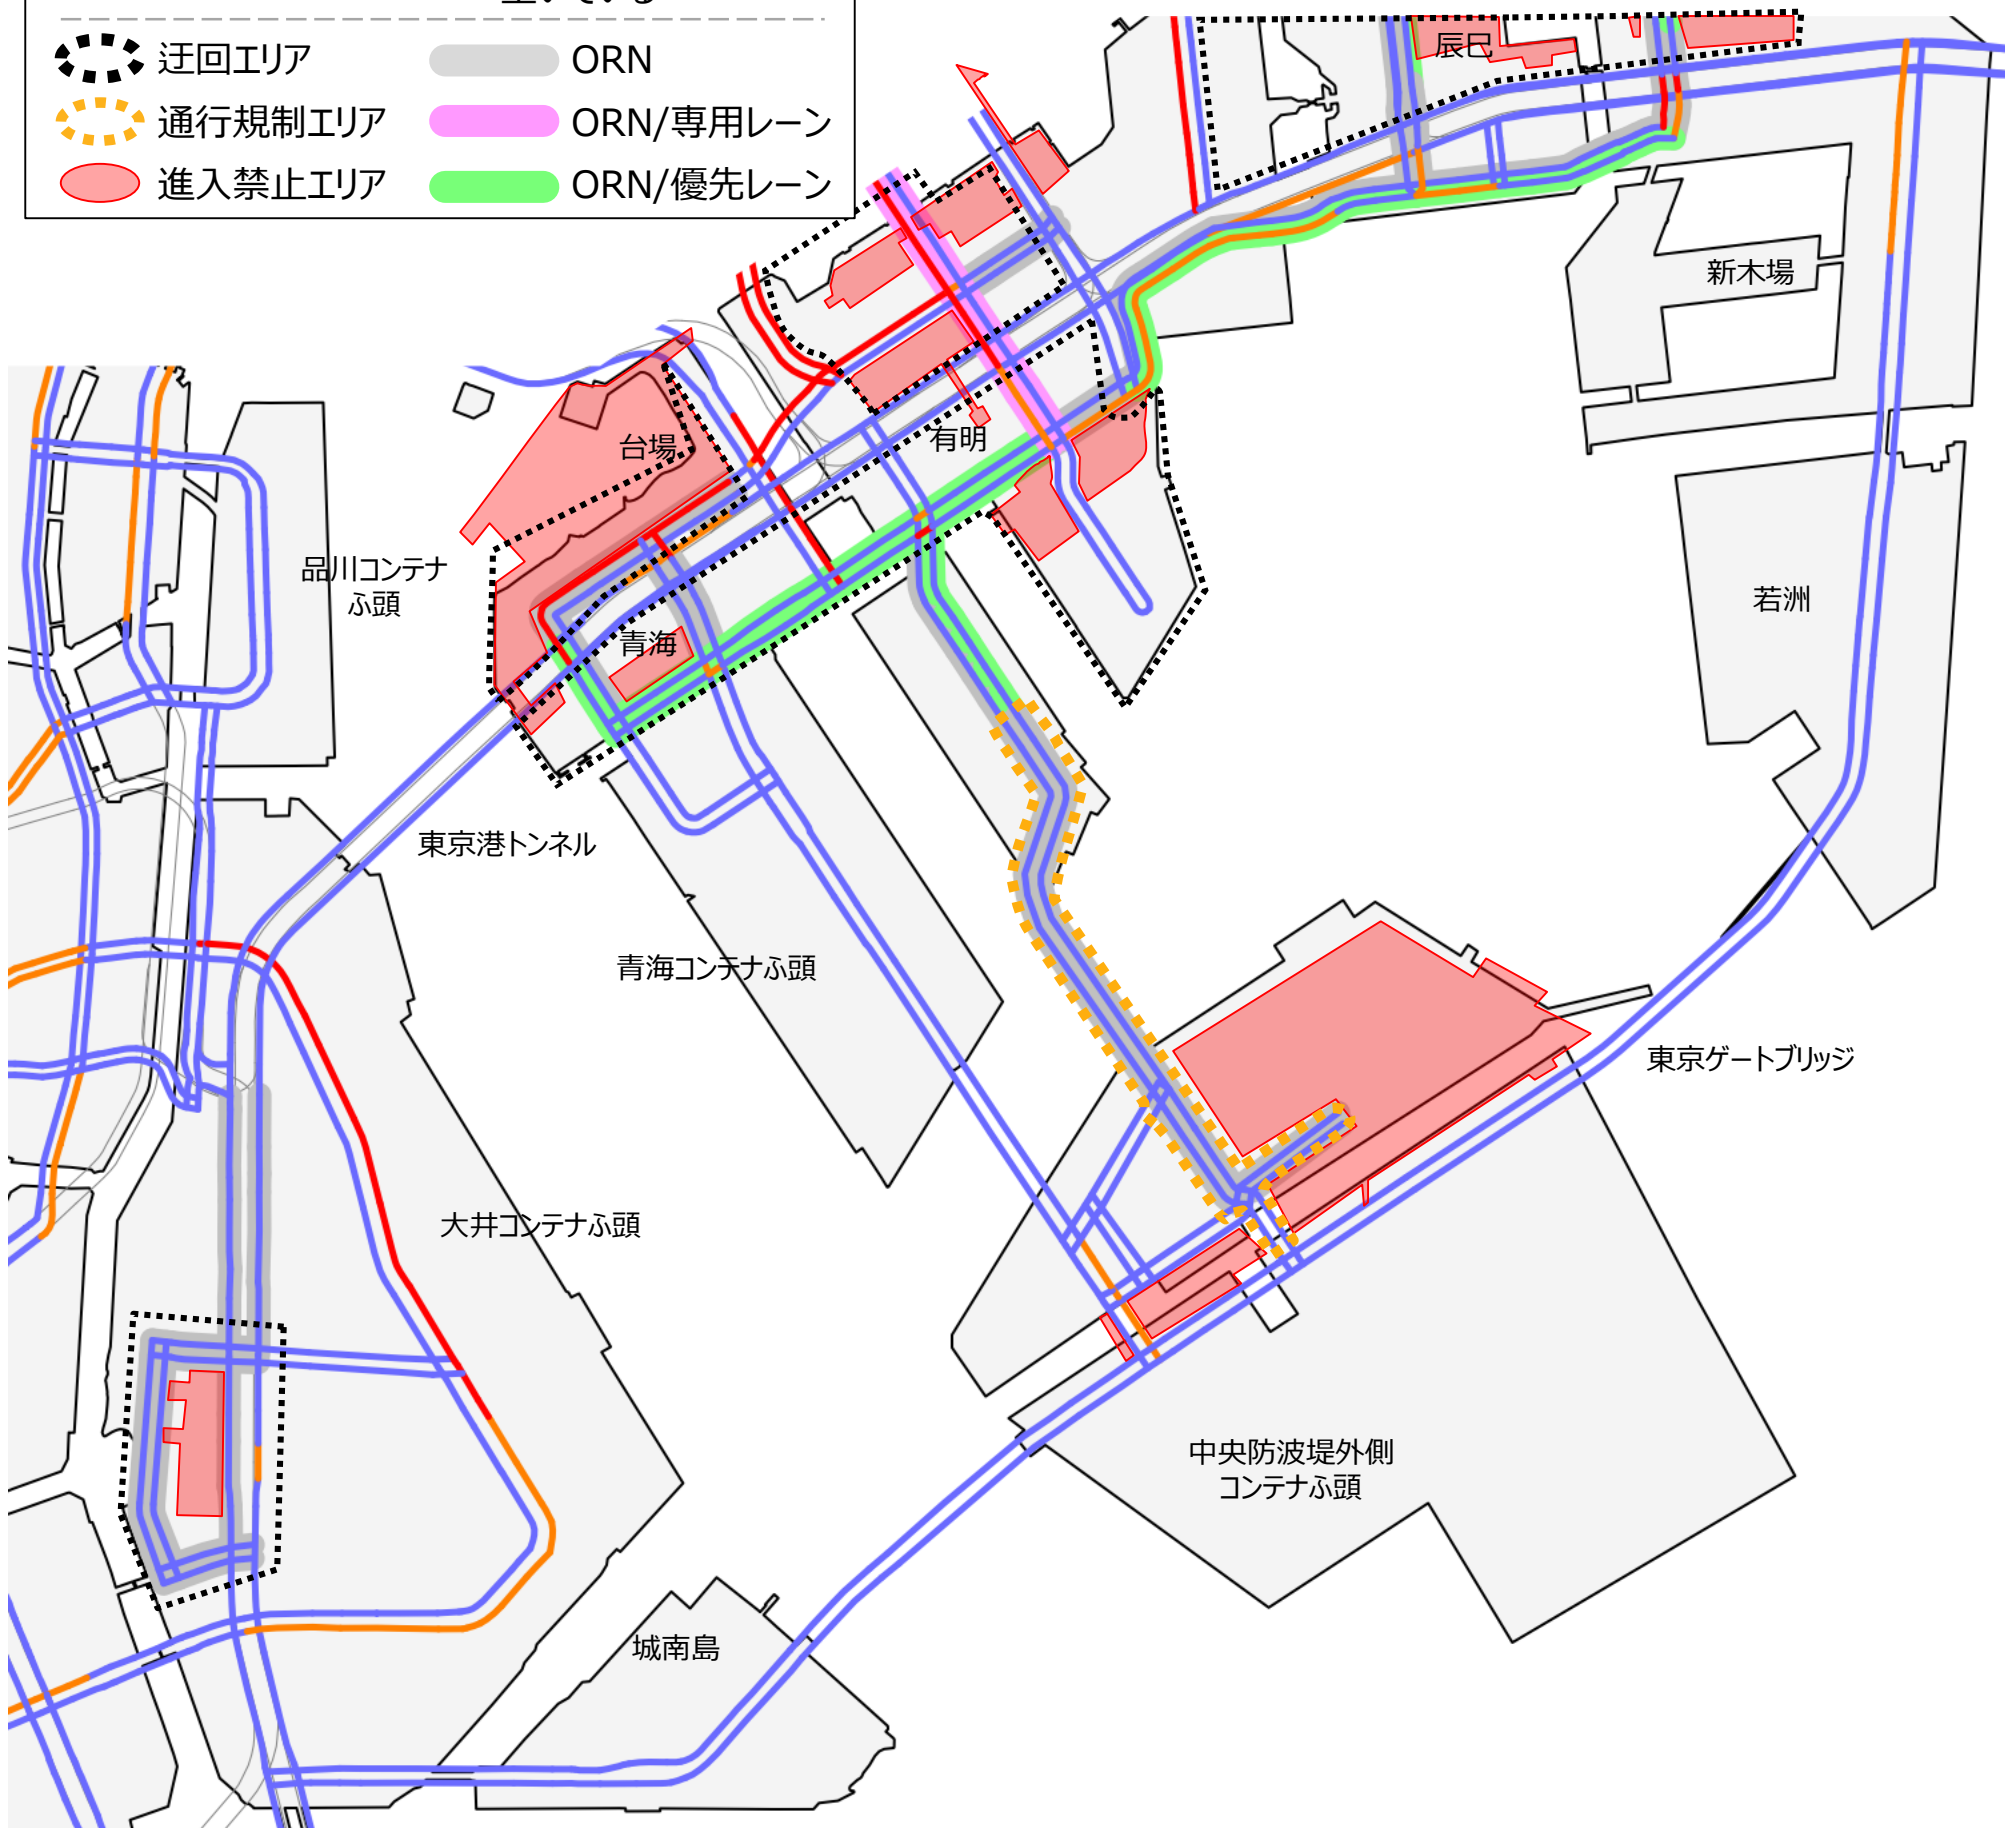 空いている
迂回エリア
ORN
通行規制エリア
ORN/専用レーン
進入禁止エリア
ORN/優先レーン
辰巳
新木場
台場
有明
品川コンテナ
ふ頭
若洲
青海
東京港トンネル
青海コンテナふ頭
東京ゲートブリッジ
大井コンテナふ頭
中央防波堤外側
コンテナふ頭
城南島